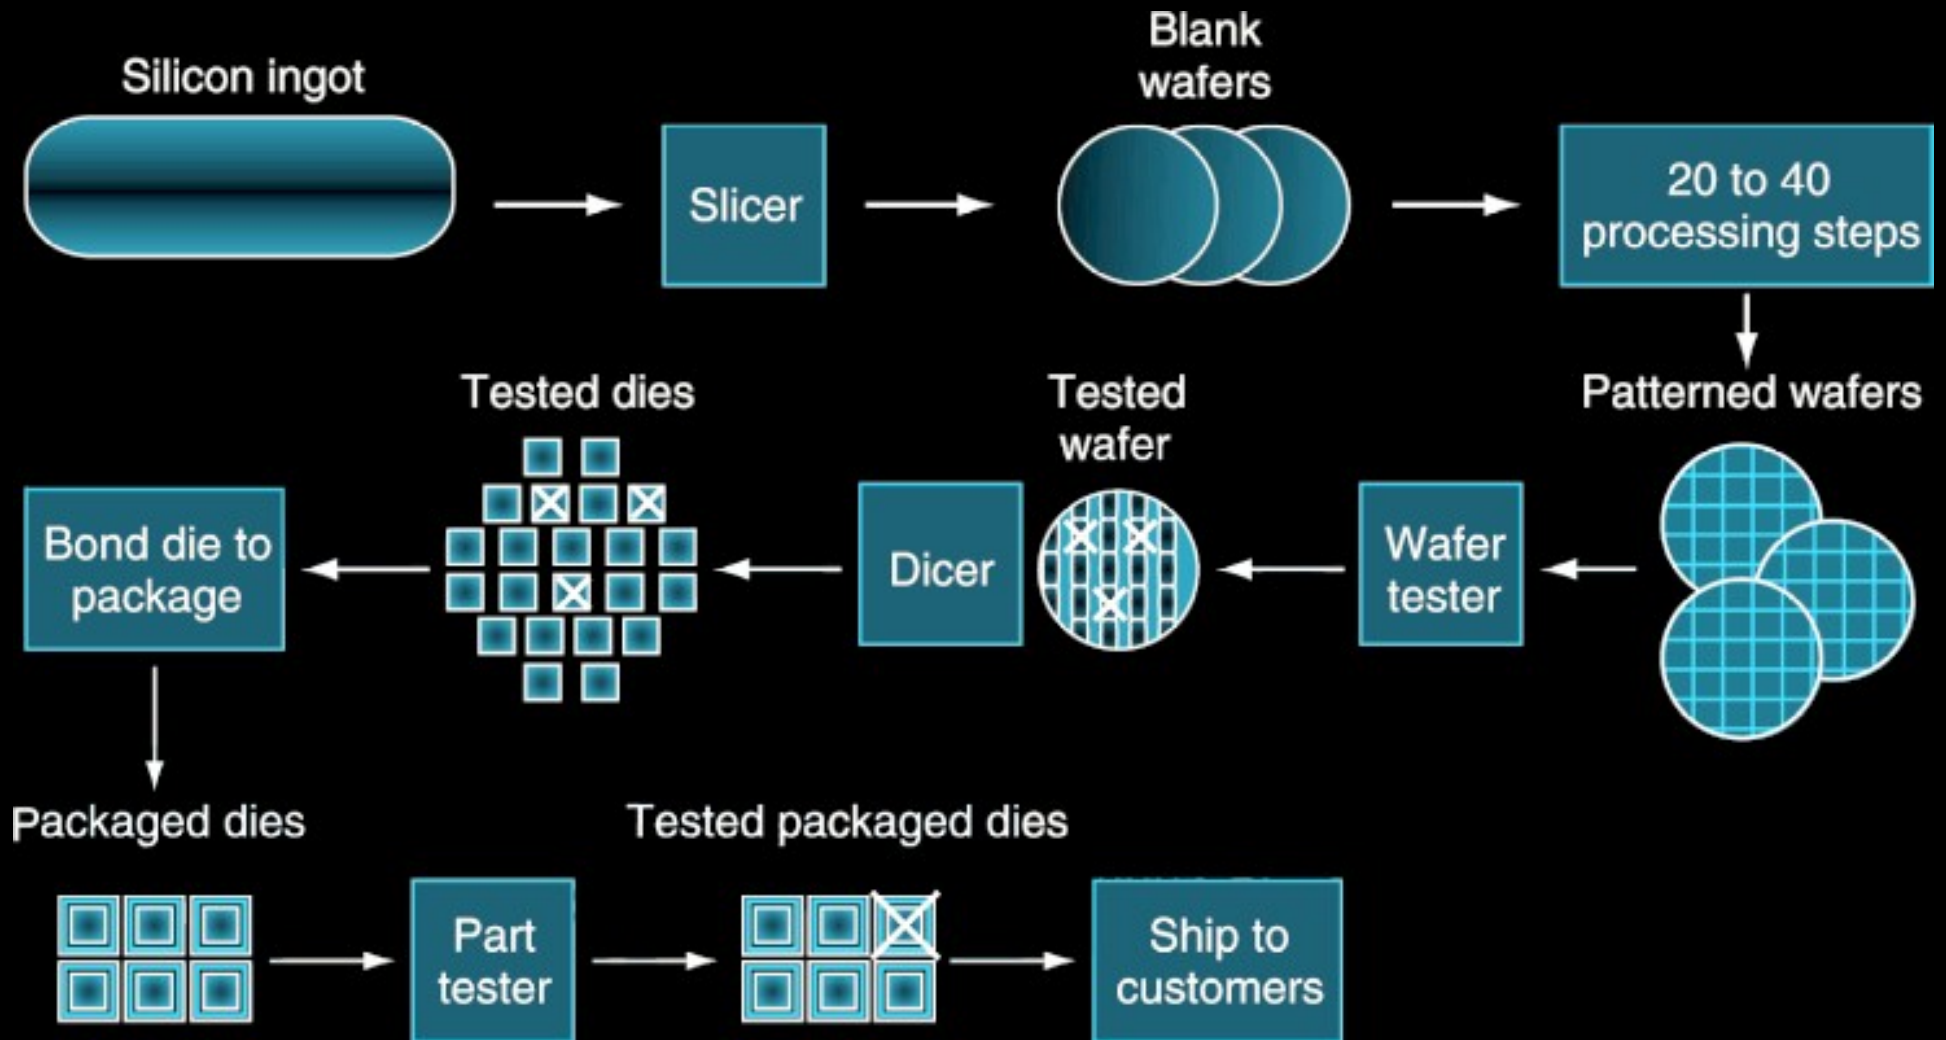 Silicon ingot
Slicer
Blank
wafers
20 to 40
processing steps
Patterned wafers
Wafer
tester
Tested
wafer
Dicer
Tested dies
Bond die to
package
Packaged dies
Part
tester
Tested packaged dies
Ship to
customers